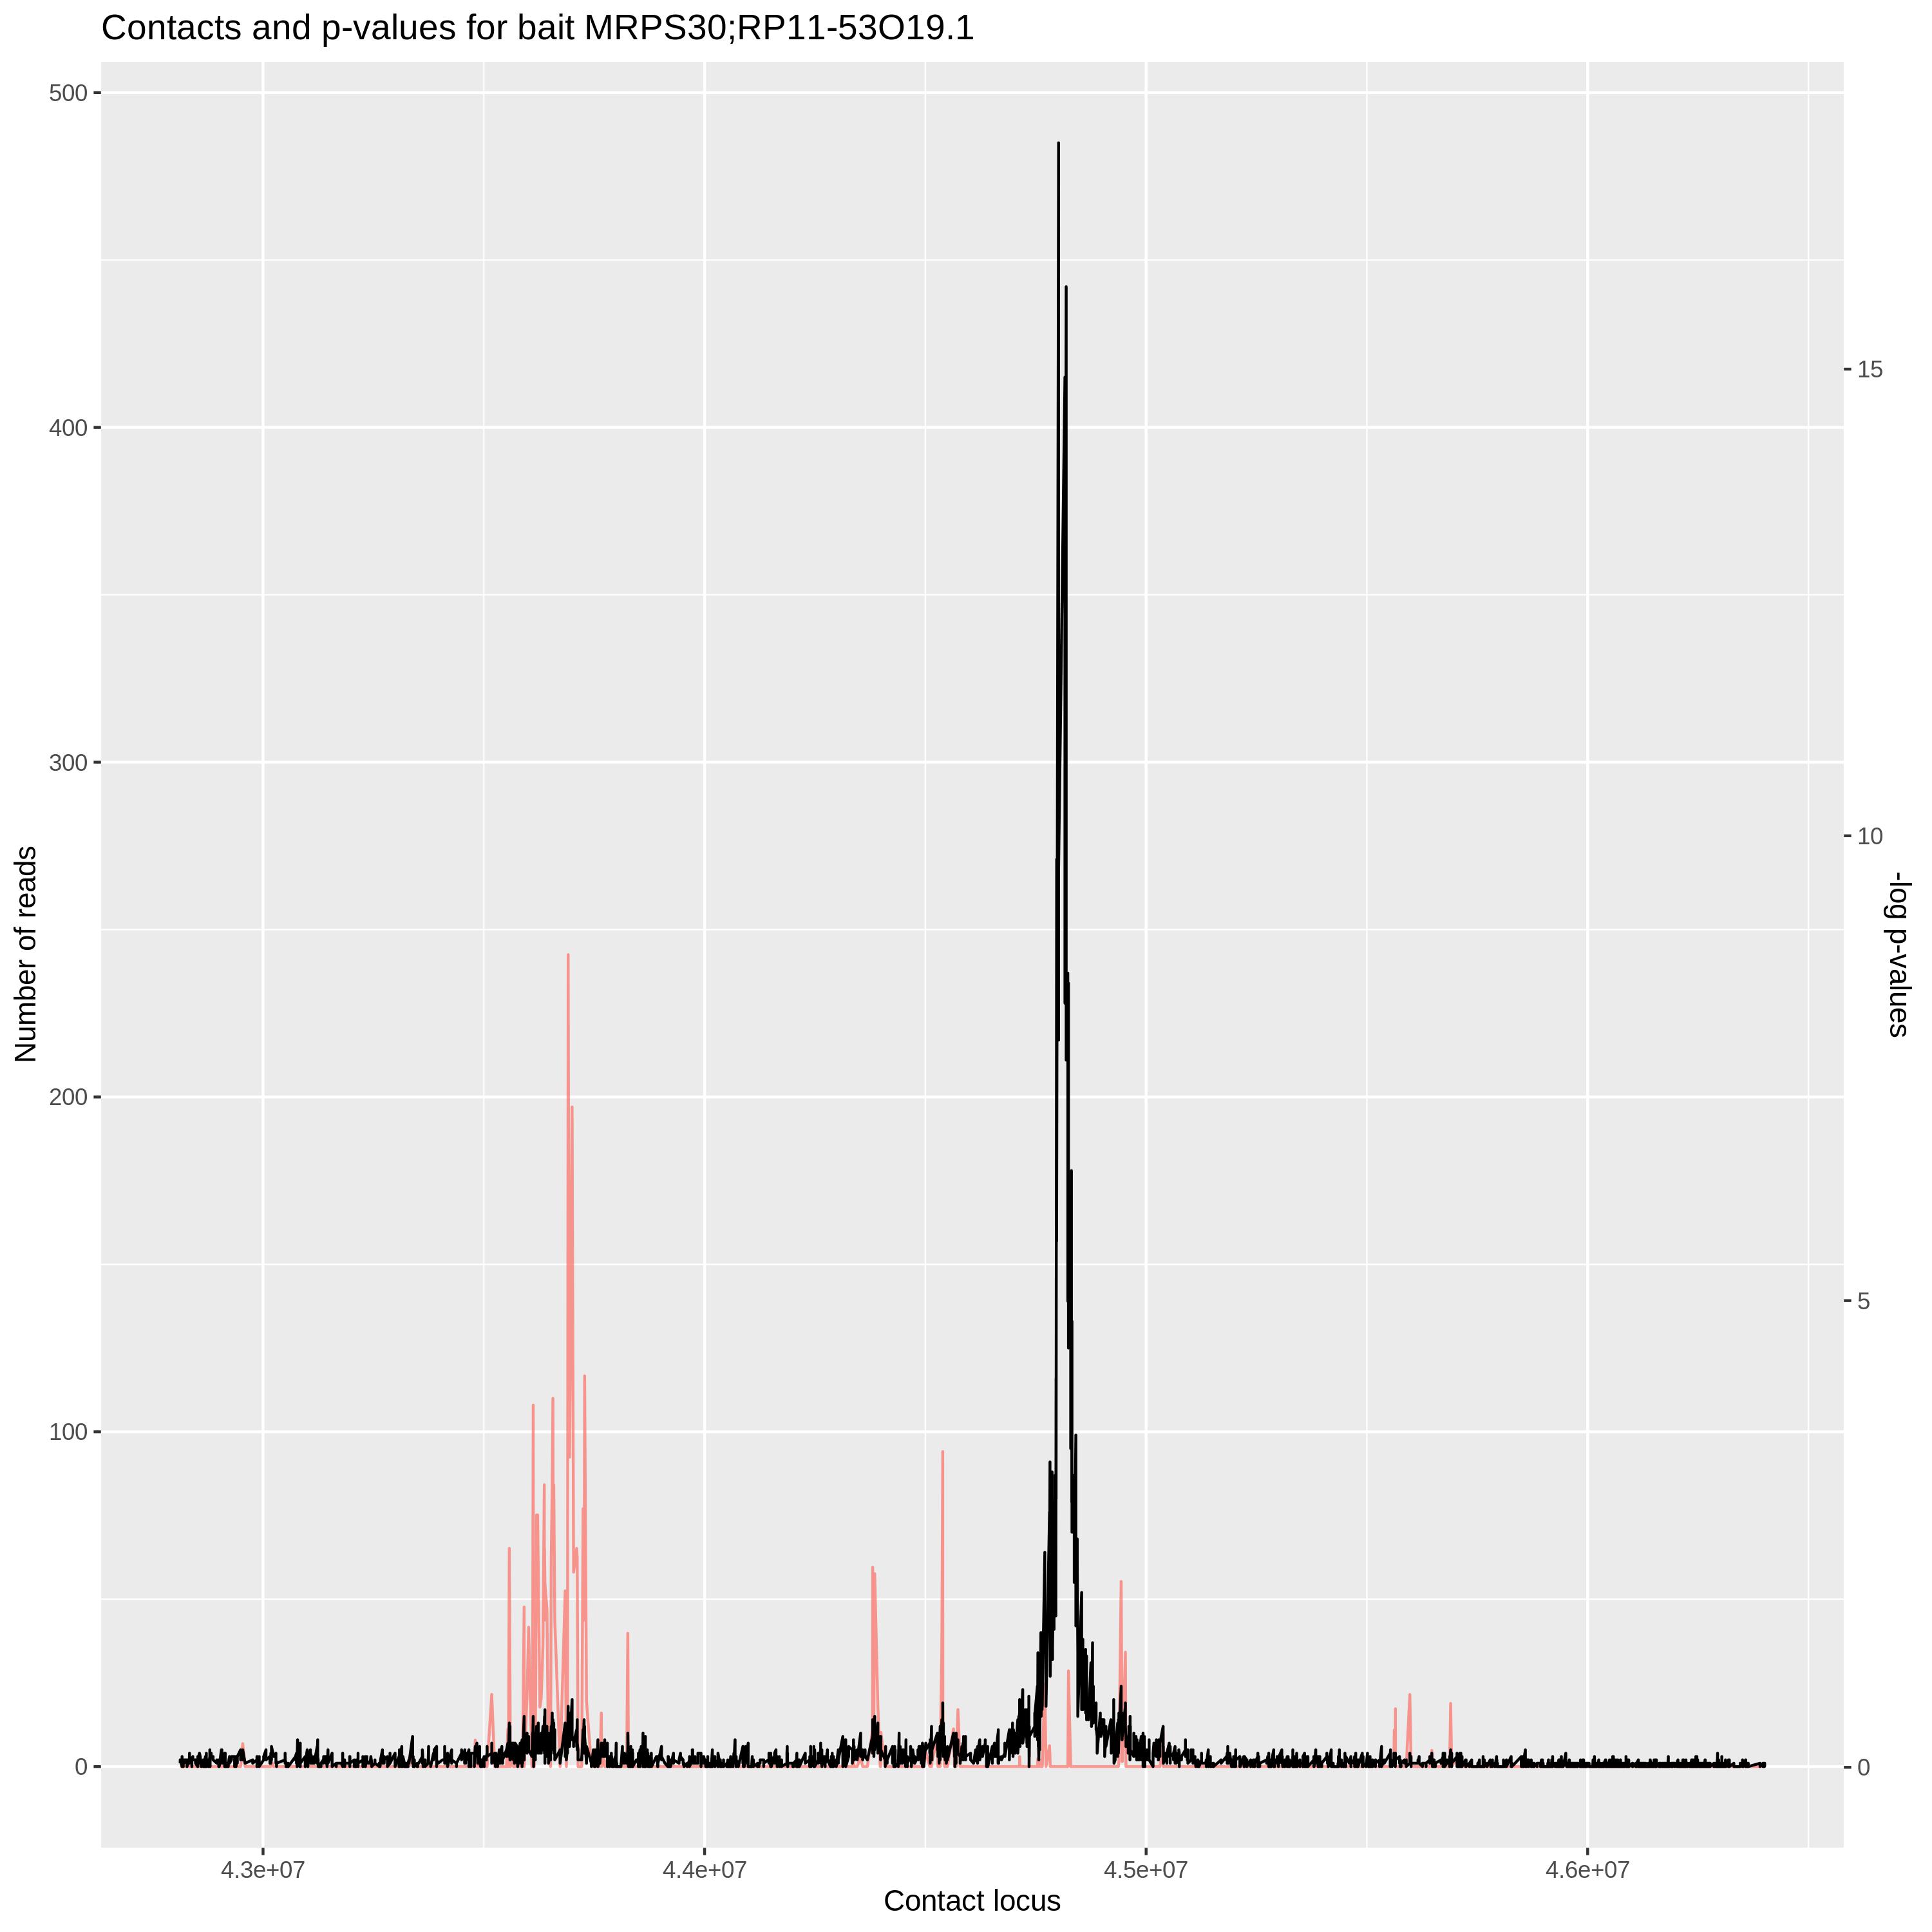 Contacts and p-values for bait MRPS30;RP11-53O19.1
500
400
300
200
100
0
Number of reads
15
10
5
0
-log p-values
4.3e+07 4.4e+07 4.5e+07 4.6e+07
Contact locus